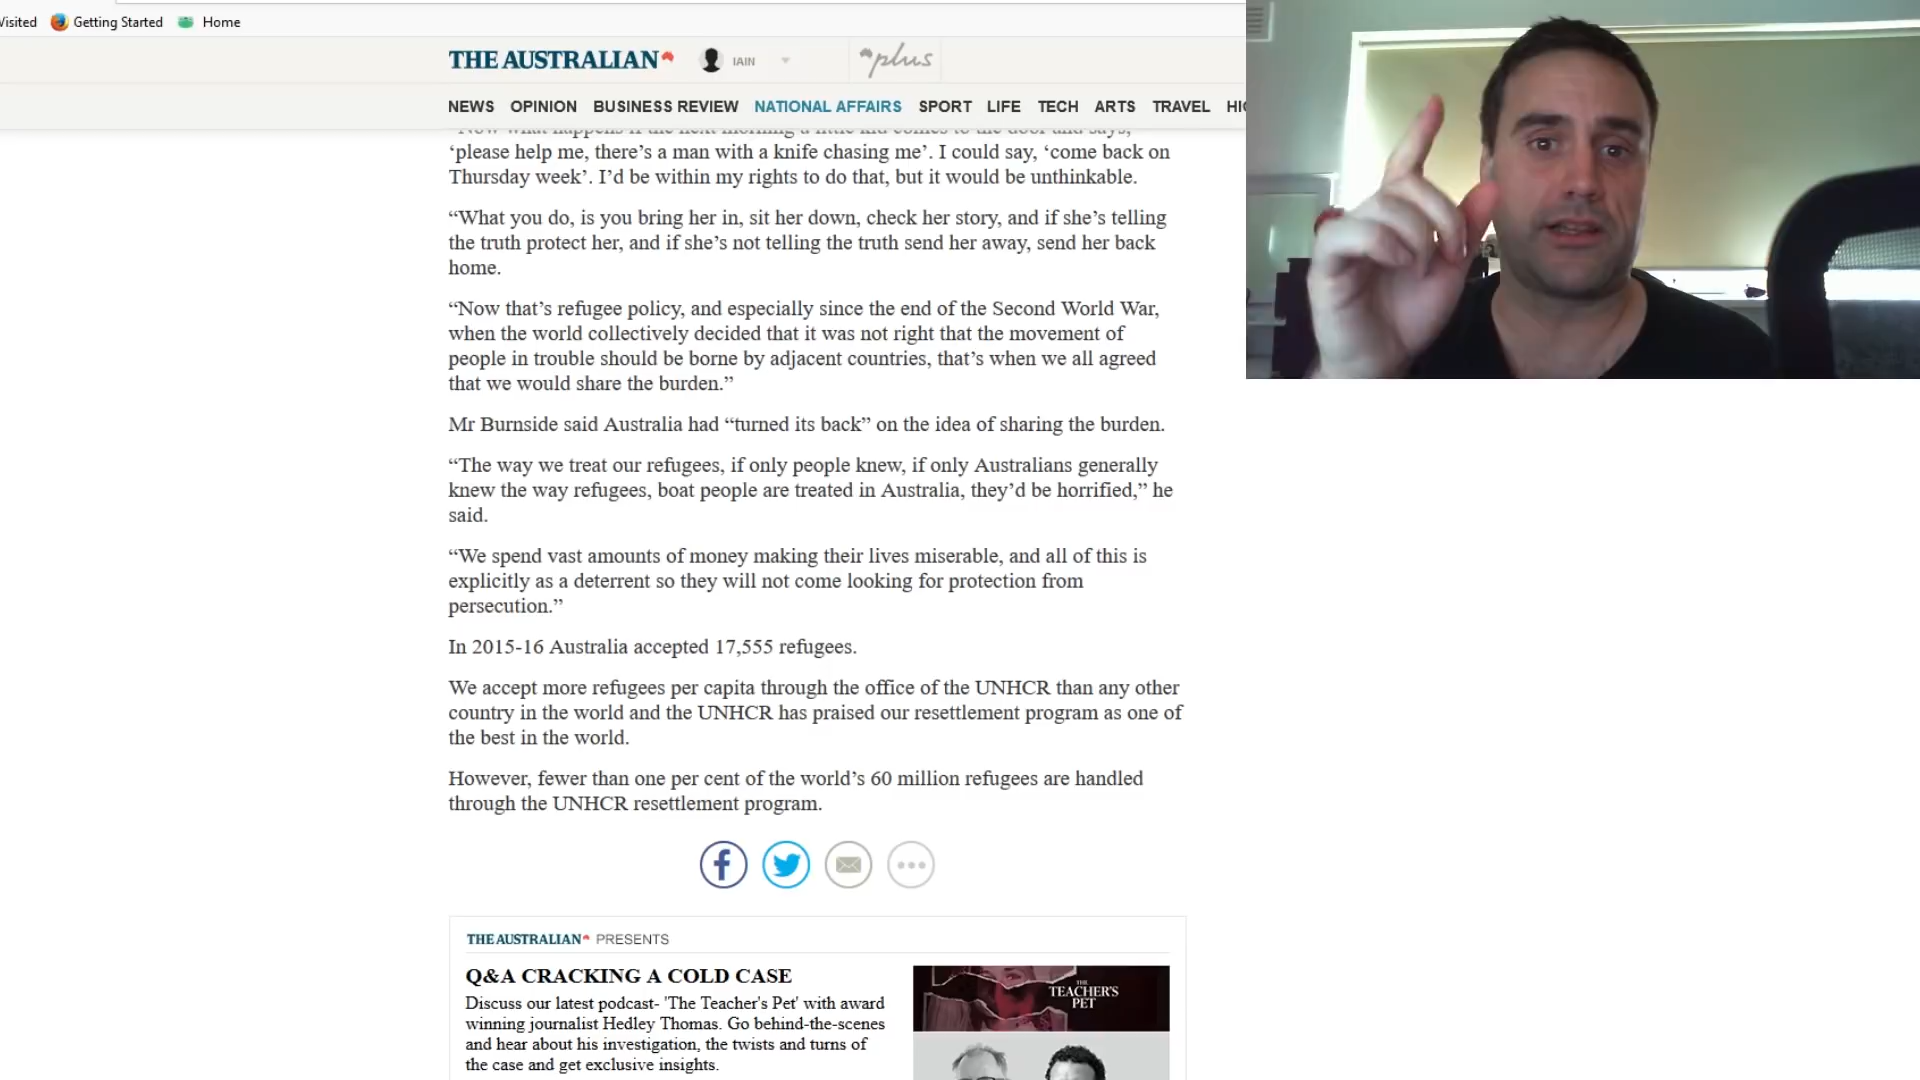 Visited Getting Started Home
THE AUSTRALIAN IAIN plus
NEWS OPINION BUSINESS REVIEW NATIONAL AFFAIRS SPORT LIFE TECH ARTS TRAVEL HIG
“Now what happens if the next morning a little kid comes to the door and says,
‘please help me, there’s a man with a knife chasing me’. I could say, ‘come back on
Thursday week’. I’d be within my rights to do that, but it would be unthinkable.
“What you do, is you bring her in, sit her down, check her story, and if she’s telling
the truth protect her, and if she’s not telling the truth send her away, send her back
home.
“Now that’s refugee policy, and especially since the end of the Second World War,
when the world collectively decided that it was not right that the movement of
people in trouble should be borne by adjacent countries, that’s when we all agreed
that we would share the burden.”
Mr Burnside said Australia had “turned its back” on the idea of sharing the burden.
“The way we treat our refugees, if only people knew, if only Australians generally
knew the way refugees, boat people are treated in Australia, they’d be horrified,” he
said.
“We spend vast amounts of money making their lives miserable, and all of this is
explicitly as a deterrent so they will not come looking for protection from
persecution.”
In 2015-16 Australia accepted 17,555 refugees.
We accept more refugees per capita through the office of the UNHCR than any other
country in the world and the UNHCR has praised our resettlement program as one of
the best in the world.
However, fewer than one per cent of the world’s 60 million refugees are handled
through the UNHCR resettlement program.
THE AUSTRALIAN PRESENTS
Q&A CRACKING A COLD CASE
Discuss our latest podcast- 'The Teacher's Pet' with award
winning journalist Hedley Thomas. Go behind-the-scenes
and hear about his investigation, the twists and turns of
the case and get exclusive insights.
THE
TEACHER'S
PET